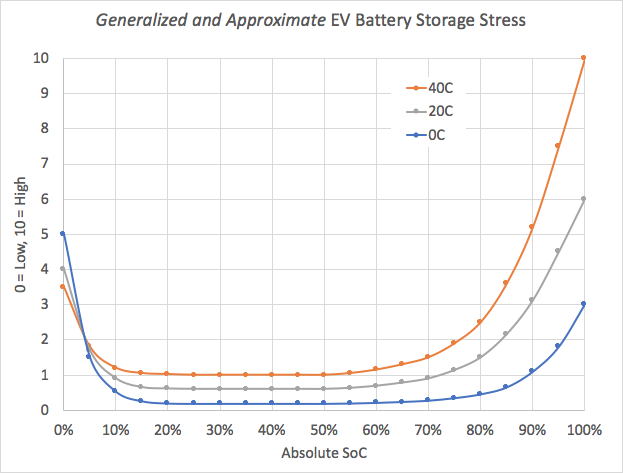 Generalized and Approximate EV Battery Storage Stress
10
9
8
7
6
5
4
3
2
1
0
0 = Low, 10 = High
40C
20C
0C
0% 10% 20% 30% 40% 50% 60% 70% 80% 90% 100%
Absolute SoC